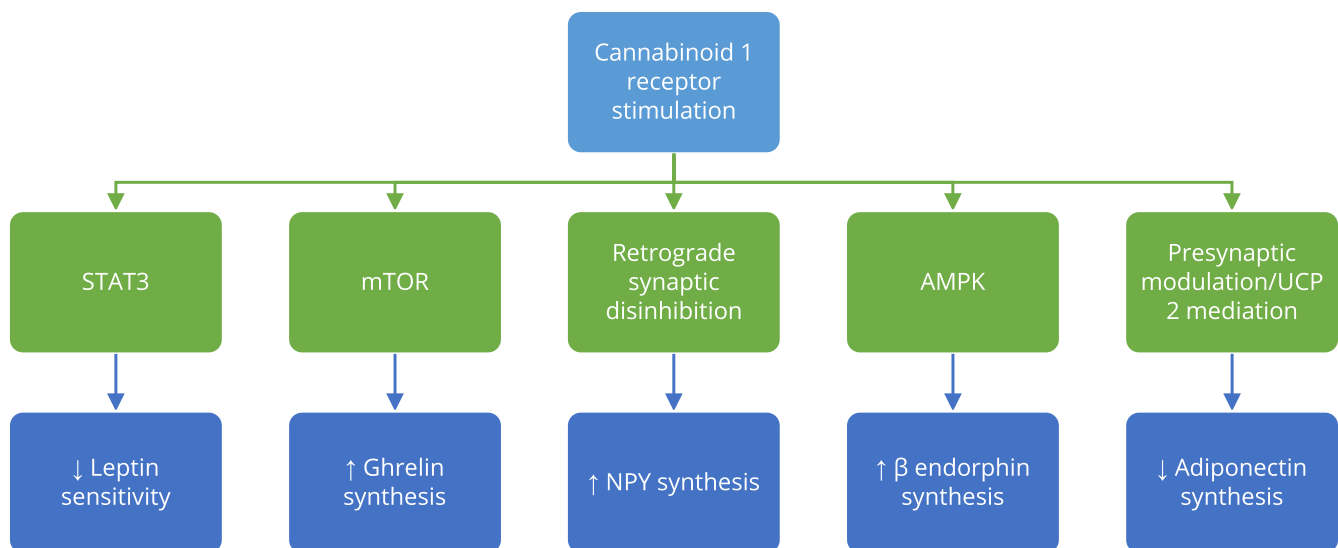 Cannabinoid 1
receptor
stimulation
STAT3
mTOR
Retrograde
synaptic
disinhibition
AMPK
Presynaptic
modulation/UCP
2 mediation
↓ Leptin
sensitivity
↑ Ghrelin
synthesis
↑ NPY synthesis
↑ β endorphin
synthesis
↓ Adiponectin
synthesis